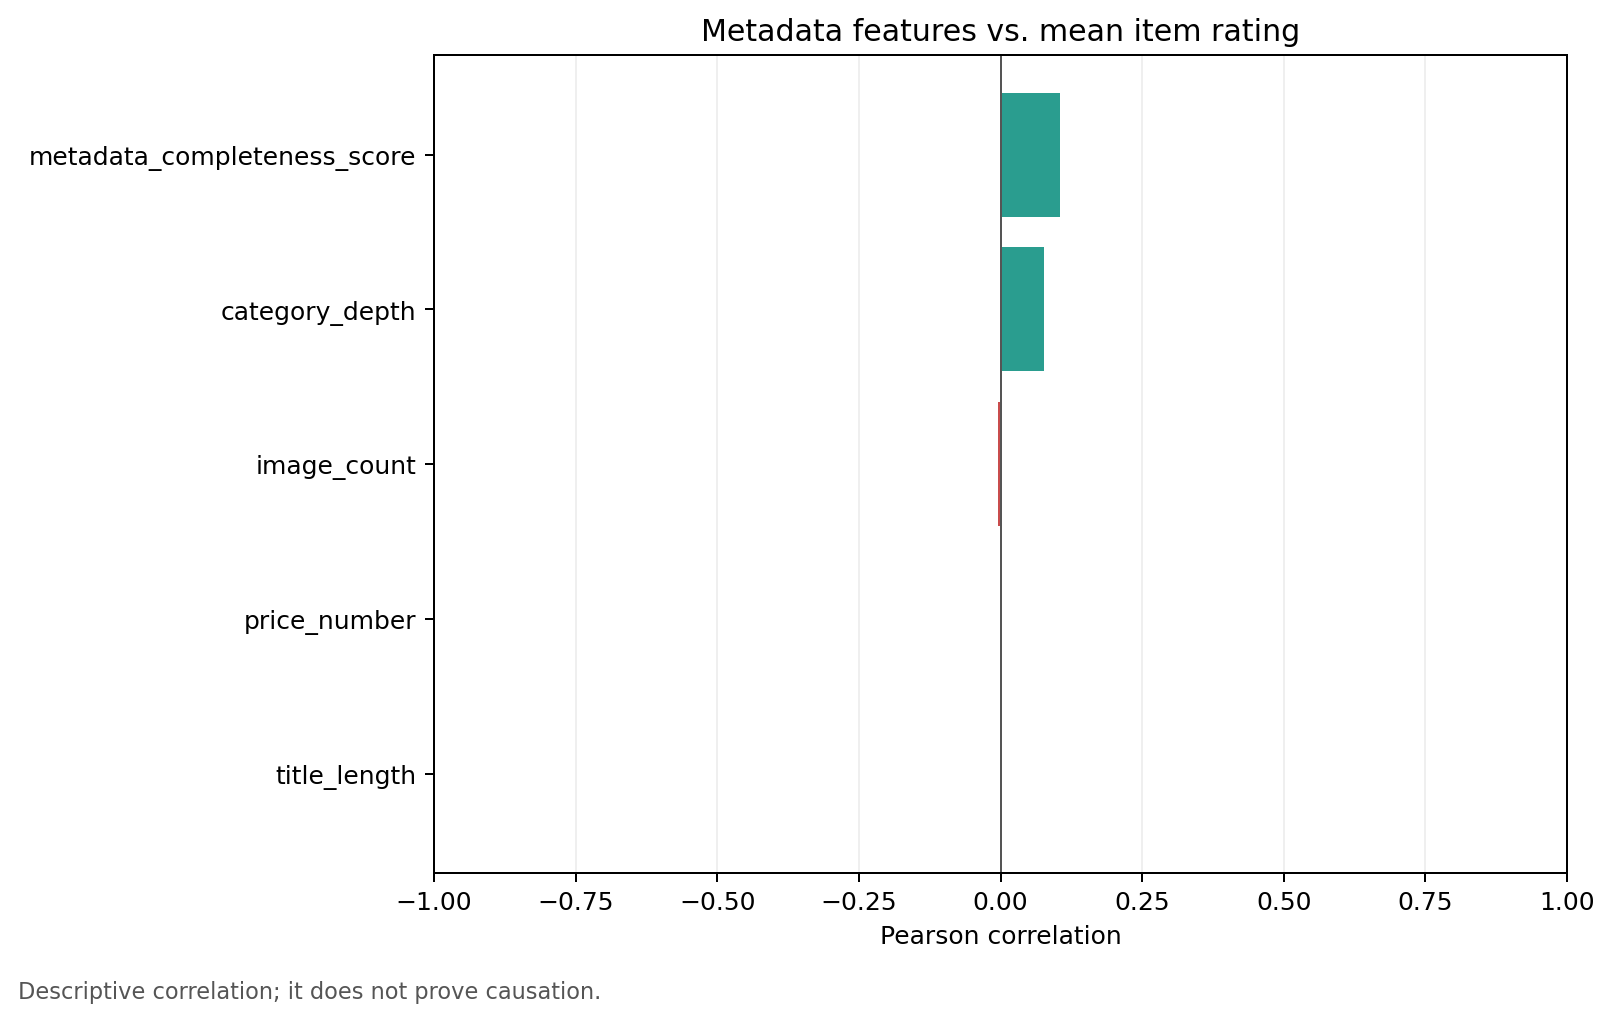 Metadata features vs. mean item rating
metadata_completeness_score
category_depth
image_count
price_number
title_length
−1.00 −0.75 −0.50 −0.25 0.00 0.25 0.50 0.75 1.00
Pearson correlation
Descriptive correlation; it does not prove causation.